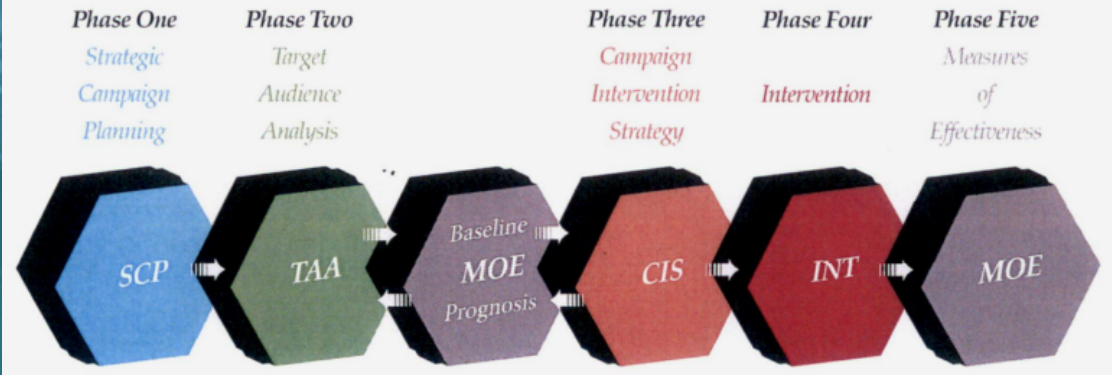 Phase One
Strategic
Campaign
Planning
Phase Two
Target
Audience
Analysis
Phase Three
Campaign
Intervention
Strategy
Phase Four
Intervention
Phase Five
Measures
of
Effectiveness
SCP
TAA
Baseline
MOE
Prognosis
CIS
INT
MOE